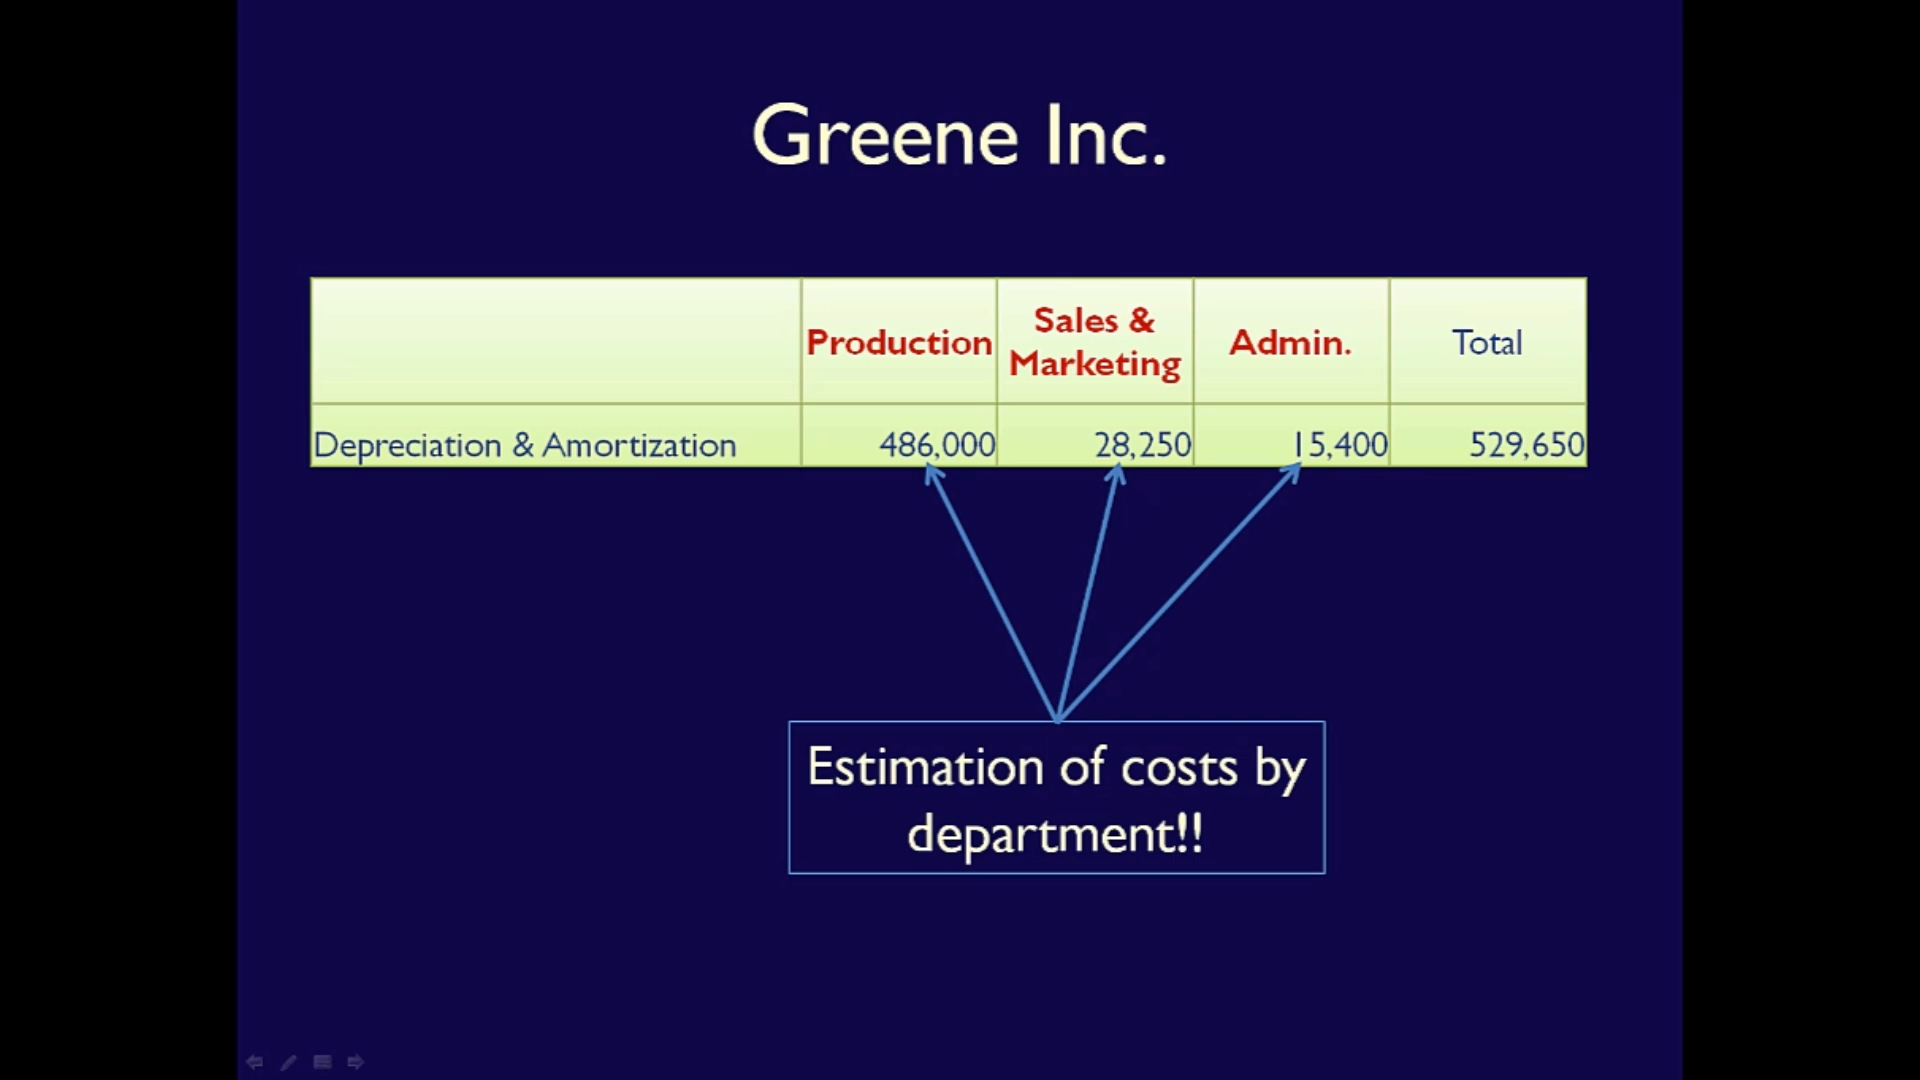 Greene Inc.
Production Sales & Marketing Admin. Total
Depreciation & Amortization 486,000 28,250 15,400 529,650
Estimation of costs by
department!!